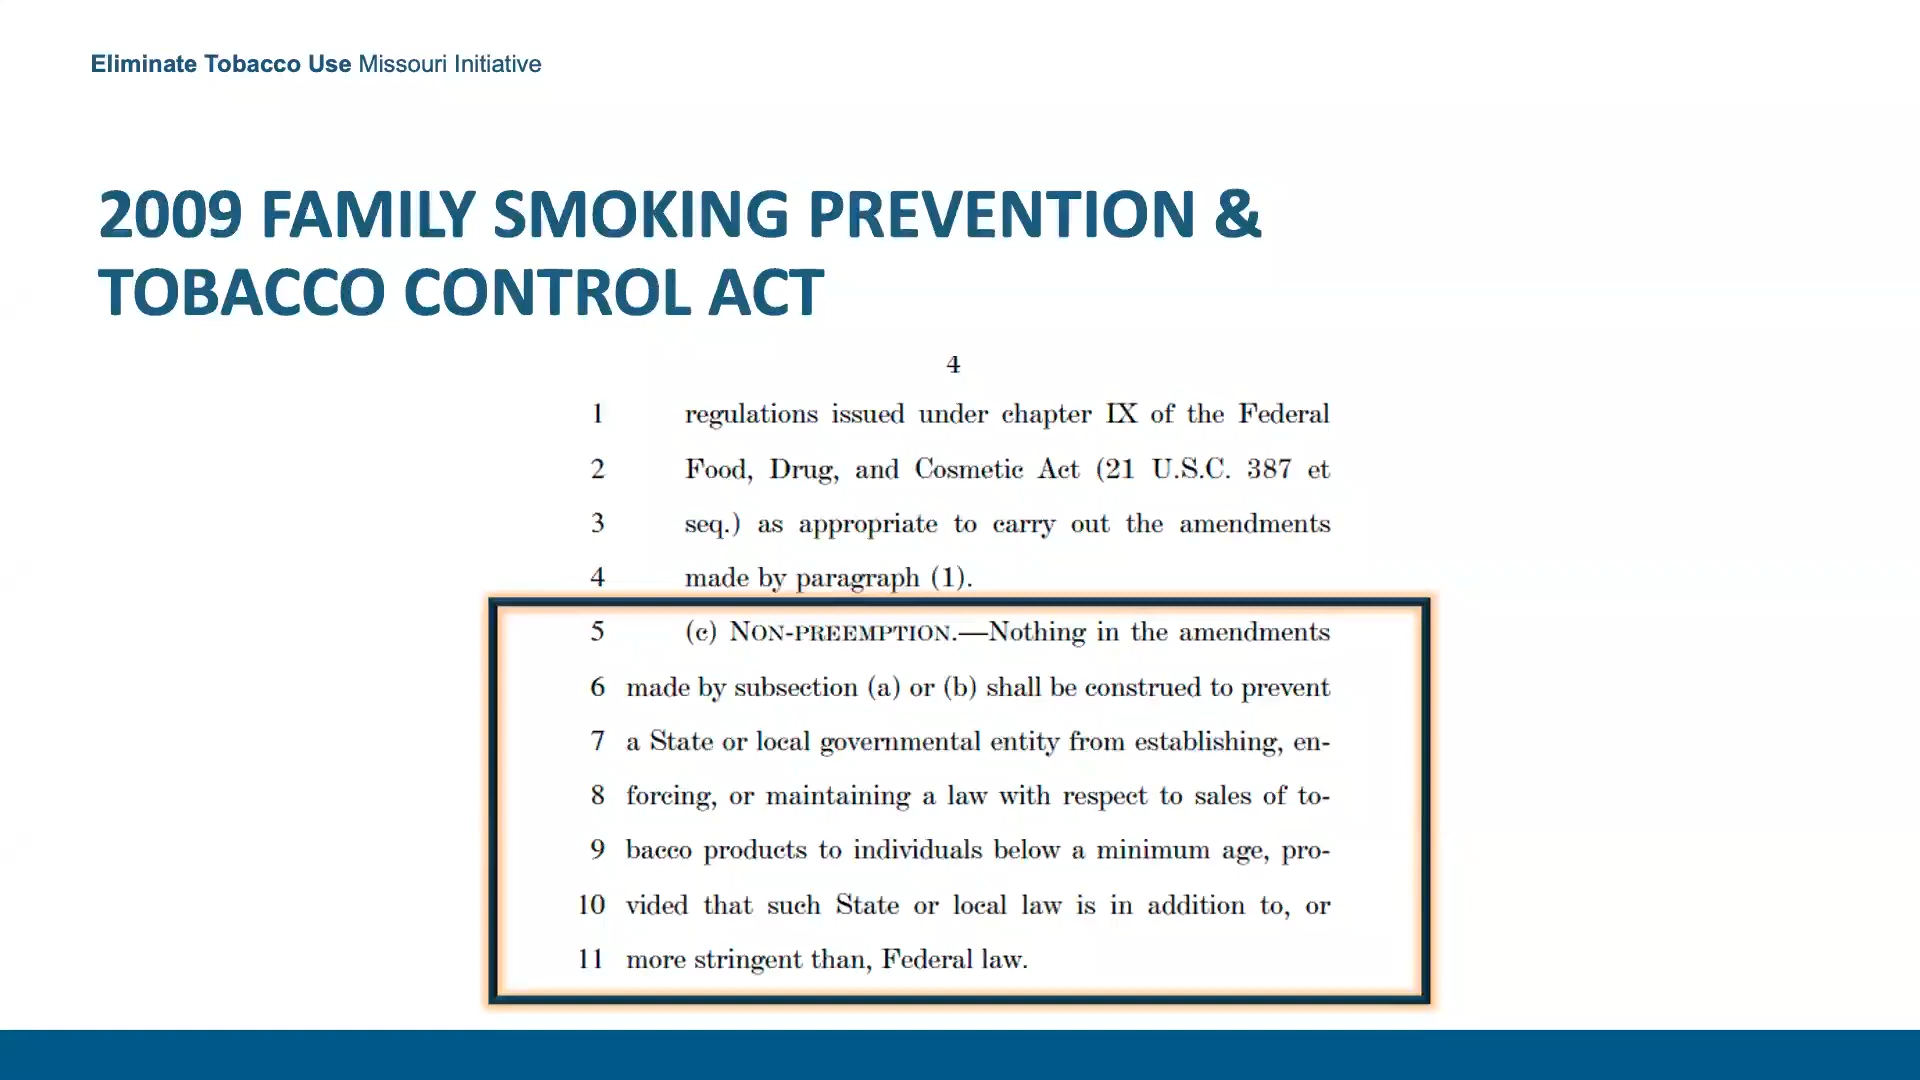 Eliminate Tobacco Use Missouri Initiative
2009 FAMILY SMOKING PREVENTION &
TOBACCO CONTROL ACT
4
1 regulations issued under chapter IX of the Federal
2 Food, Drug, and Cosmetic Act (21 U.S.C. 387 et
3 seq.) as appropriate to carry out the amendments
4 made by paragraph (1).
5 (c) NON-PREEMPTION.—Nothing in the amendments
6 made by subsection (a) or (b) shall be construed to prevent
7 a State or local governmental entity from establishing, en-
8 forcing, or maintaining a law with respect to sales of to-
9 bacco products to individuals below a minimum age, pro-
10 vided that such State or local law is in addition to, or
11 more stringent than, Federal law.